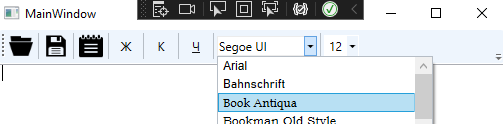 MainWindow
Ж К Ч Segoe UI 12
Arial
Bahnschrift
Book Antiqua
Bookman Old Style